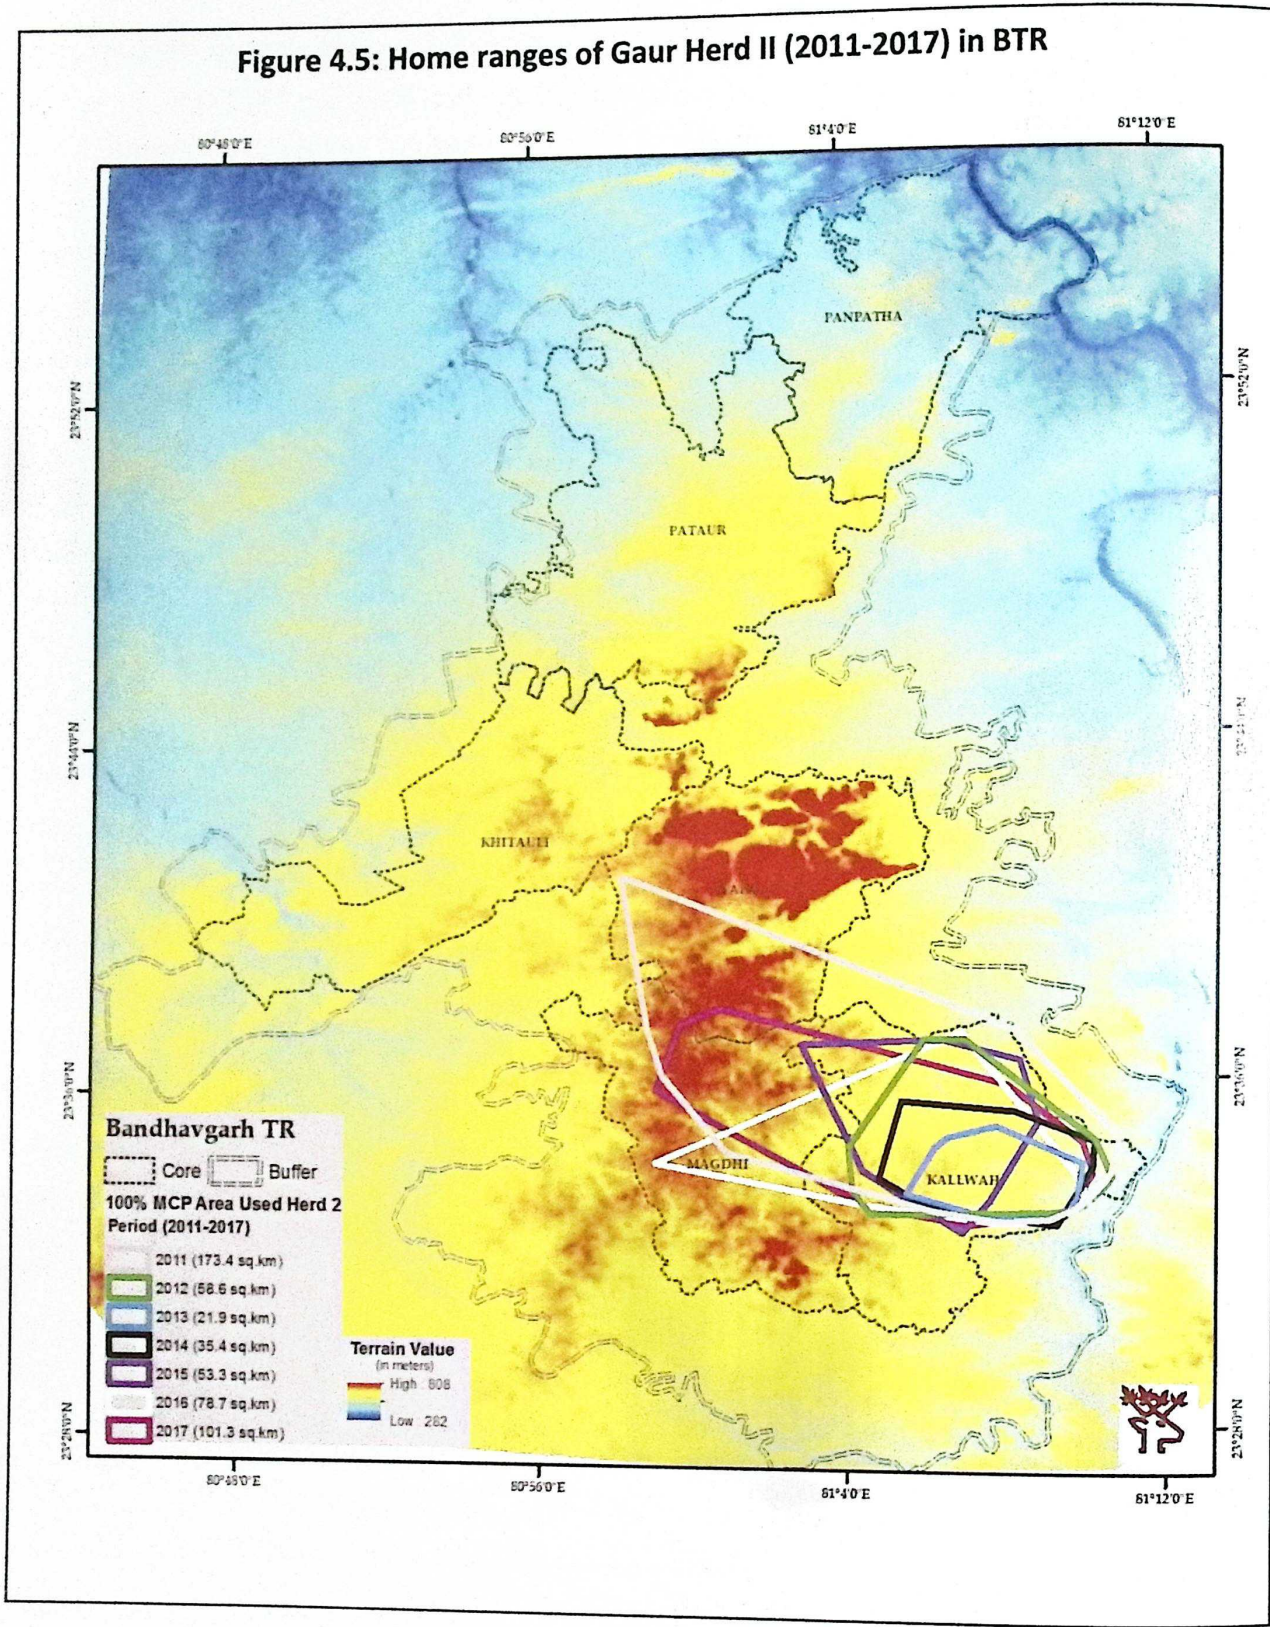 Figure 4.5: Home ranges of Gaur Herd II (2011-2017) in BTR
80°48'0"E
80°56'0"E
81°4'0"E
81°12'0"E
PANPATHA
23°52'0"N
23°52'0"N
PATAUR
23°44'0"N
23°44'0"N
KHITAULI
23°36'0"N
23°36'0"N
Bandhavgarh TR
Core Buffer
MAGDHI
KALLWAH
100% MCP Area Used Herd 2
Period (2011-2017)
2011 (173.4 sq.km)
2012 (58.6 sq.km)
2013 (21.9 sq.km)
2014 (35.4 sq.km)
2015 (53.3 sq.km)
2016 (78.7 sq.km)
2017 (101.3 sq.km)
Terrain Value
(in meters)
High : 808
Low : 282
23°28'0"N
23°28'0"N
80°48'0"E
80°56'0"E
81°4'0"E
81°12'0"E